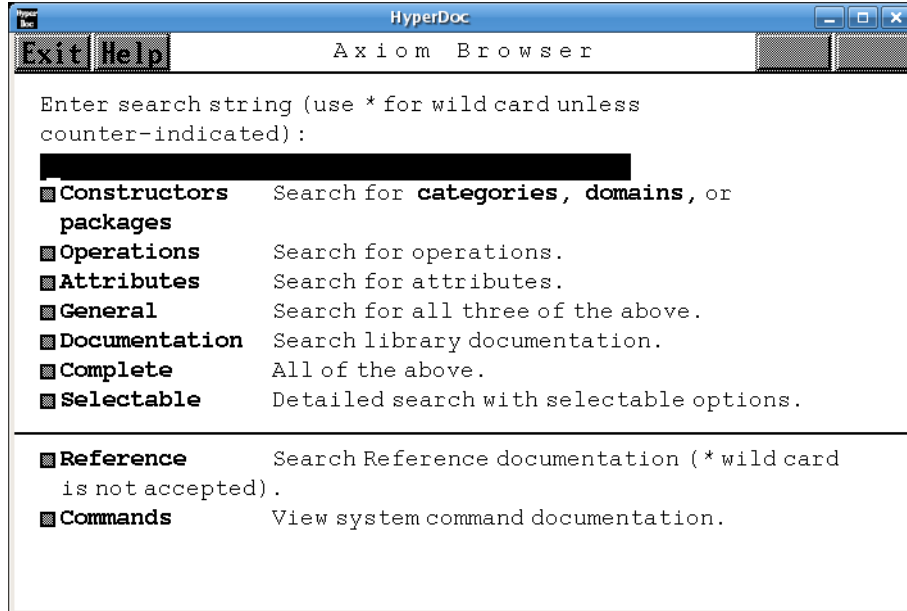 Hyper
Doc
HyperDoc
Exit Help
Axiom Browser
Enter search string (use * for wild card unless
counter-indicated):
Constructors Search for categories, domains, or
packages
Operations Search for operations.
Attributes Search for attributes.
General Search for all three of the above.
Documentation Search library documentation.
Complete All of the above.
Selectable Detailed search with selectable options.
Reference Search Reference documentation (* wild card
is not accepted).
Commands View system command documentation.